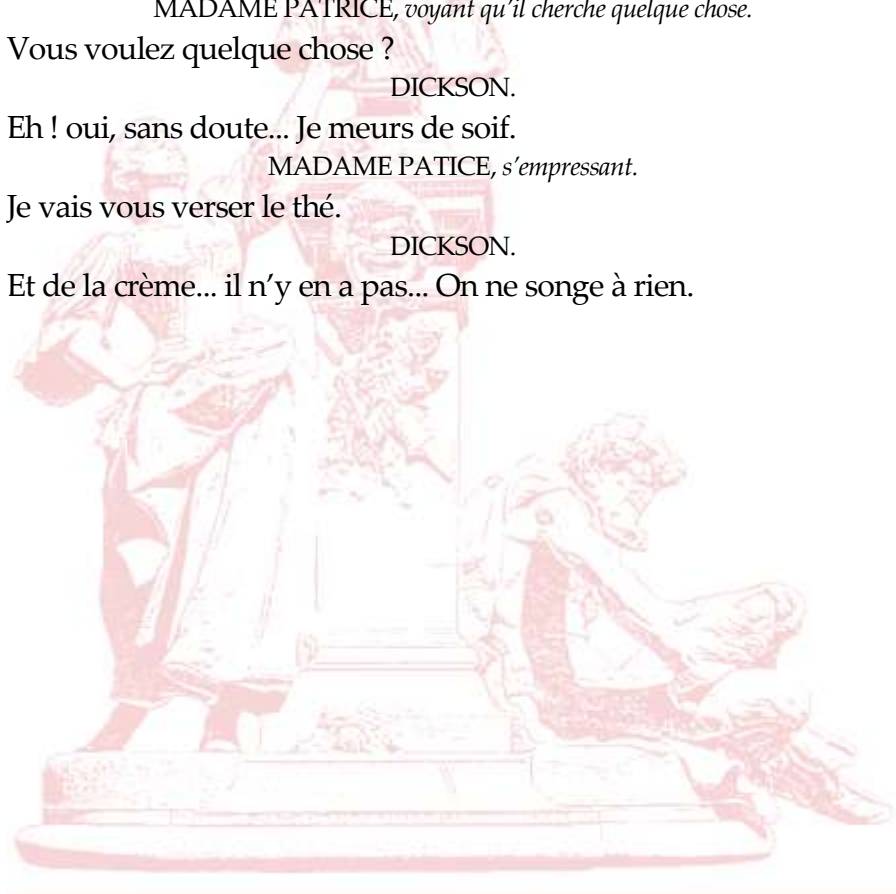 MADAME PATRICE, voyant qu’il cherche quelque chose.
Vous voulez quelque chose ?
DICKSON.
Eh ! oui, sans doute... Je meurs de soif.
MADAME PATICE, s’empressant.
Je vais vous verser le thé.
DICKSON.
Et de la crème... il n’y en a pas... On ne songe à rien.